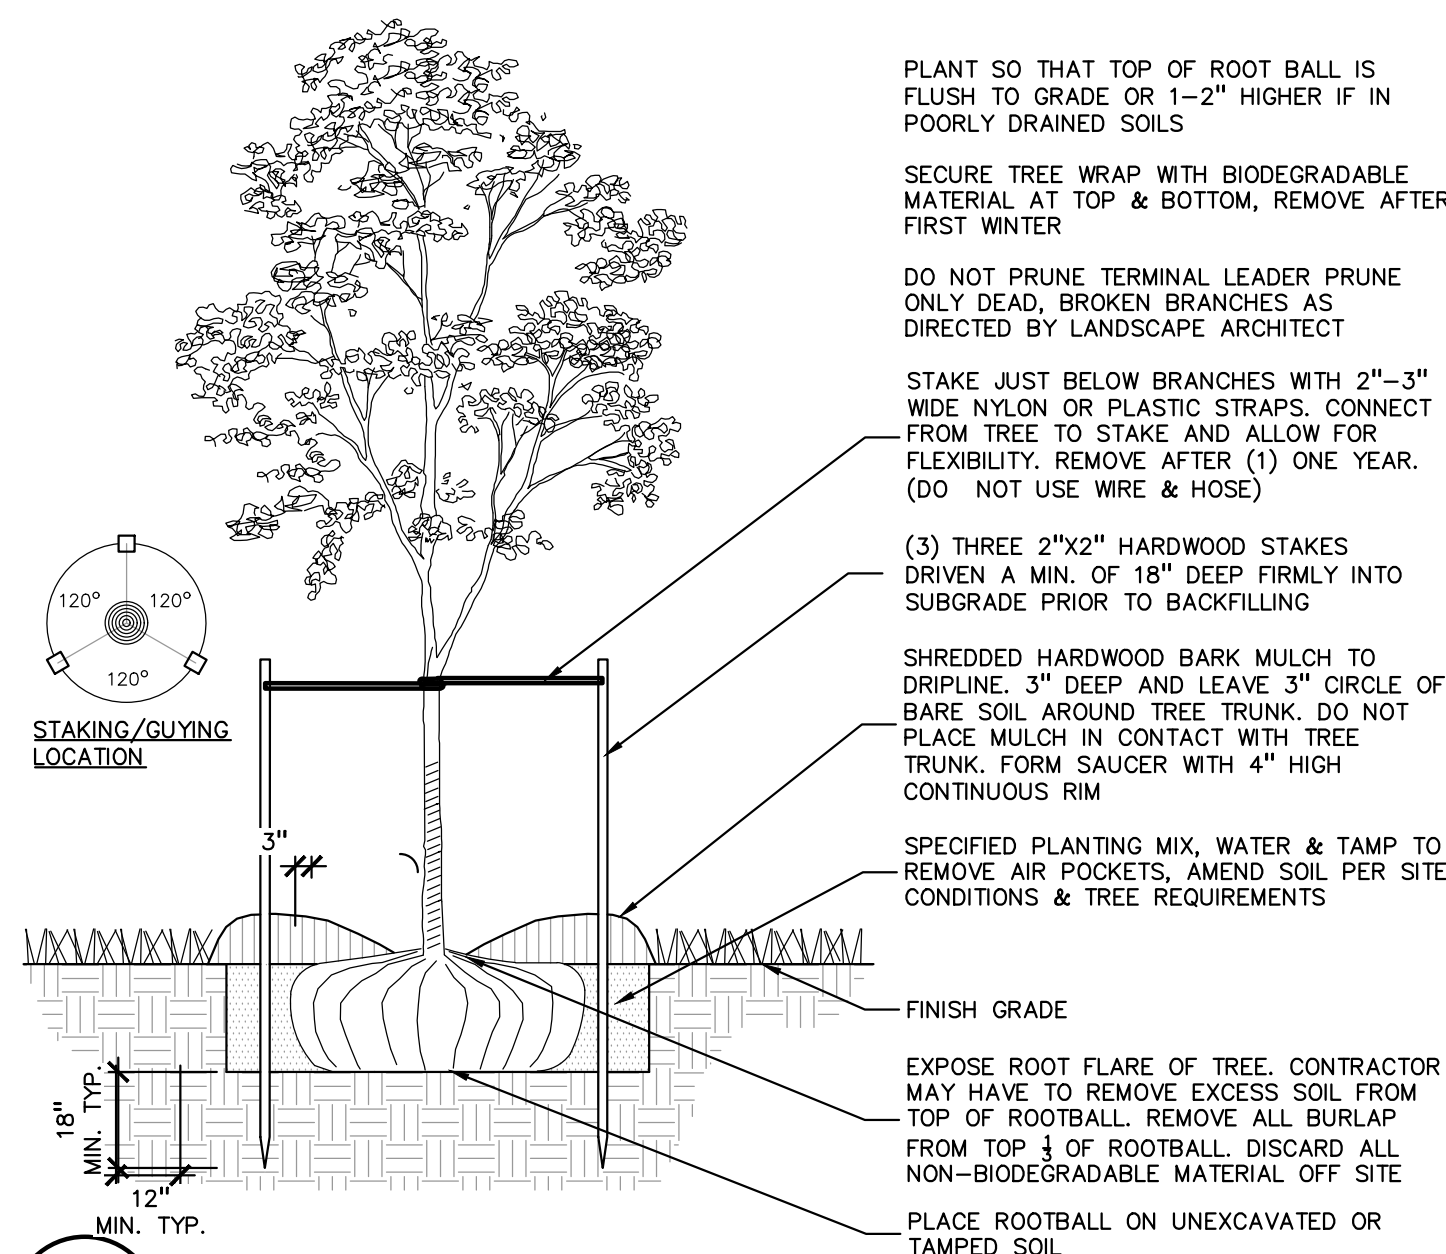 PLANT SO THAT TOP OF ROOT BALL IS
FLUSH TO GRADE OR 1-2" HIGHER IF IN
POORLY DRAINED SOILS
SECURE TREE WRAP WITH BIODEGRADABLE
MATERIAL AT TOP & BOTTOM, REMOVE AFTER
FIRST WINTER
DO NOT PRUNE TERMINAL LEADER PRUNE
ONLY DEAD, BROKEN BRANCHES AS
DIRECTED BY LANDSCAPE ARCHITECT
STAKE JUST BELOW BRANCHES WITH 2"-3"
WIDE NYLON OR PLASTIC STRAPS. CONNECT
FROM TREE TO STAKE AND ALLOW FOR
FLEXIBILITY. REMOVE AFTER (1) ONE YEAR.
(DO NOT USE WIRE & HOSE)
(3) THREE 2"X2" HARDWOOD STAKES
DRIVEN A MIN. OF 18" DEEP FIRMLY INTO
SUBGRADE PRIOR TO BACKFILLING
SHREDDED HARDWOOD BARK MULCH TO
DRIPLINE. 3" DEEP AND LEAVE 3" CIRCLE OF
BARE SOIL AROUND TREE TRUNK. DO NOT
PLACE MULCH IN CONTACT WITH TREE
TRUNK. FORM SAUCER WITH 4" HIGH
CONTINUOUS RIM
SPECIFIED PLANTING MIX, WATER & TAMP TO
REMOVE AIR POCKETS, AMEND SOIL PER SITE
CONDITIONS & TREE REQUIREMENTS
FINISH GRADE
EXPOSE ROOT FLARE OF TREE. CONTRACTOR
MAY HAVE TO REMOVE EXCESS SOIL FROM
TOP OF ROOTBALL. REMOVE ALL BURLAP
FROM TOP 1/3 OF ROOTBALL. DISCARD ALL
NON-BIODEGRADABLE MATERIAL OFF SITE
PLACE ROOTBALL ON UNEXCAVATED OR
TAMPED SOIL
120° 120°
120°
STAKING/GUYING
LOCATION
3"
18"
MIN. TYP.
12"
MIN. TYP.